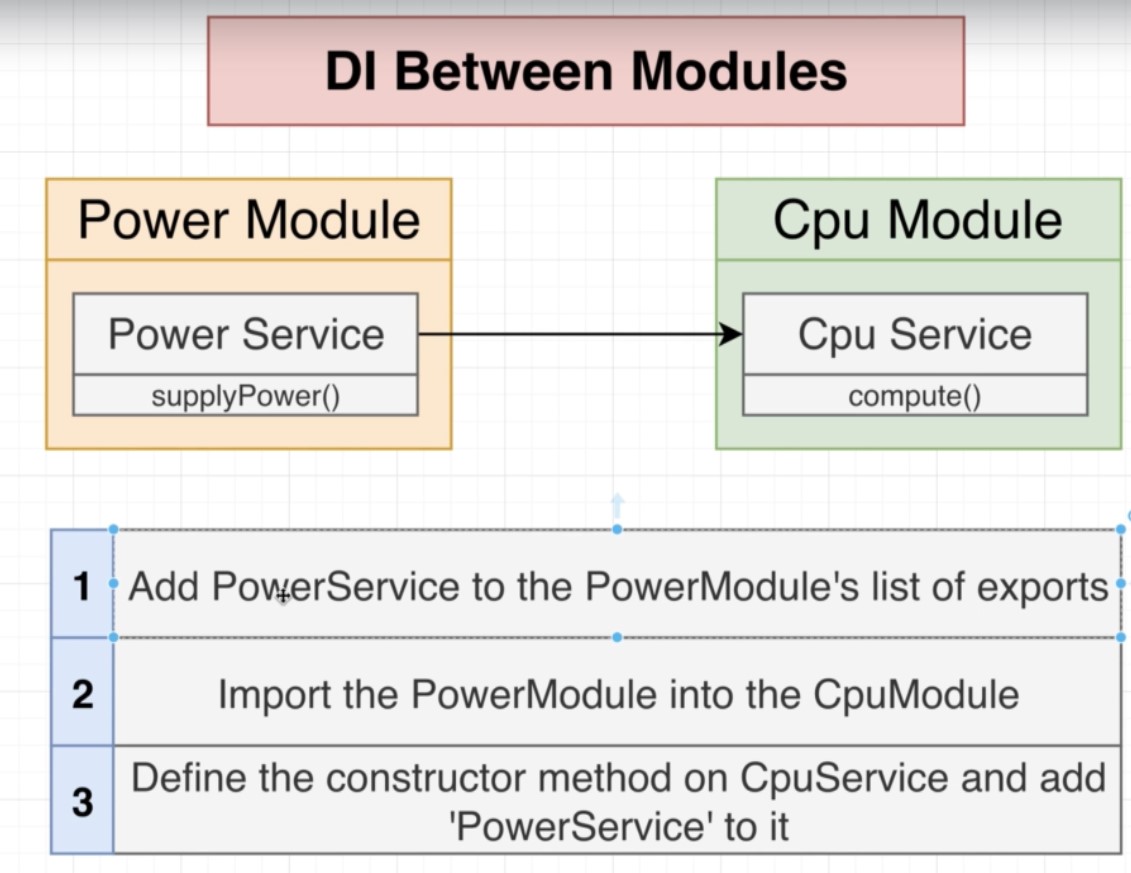 DI Between Modules
Power Module
Cpu Module
Power Service
Cpu Service
supplyPower()
compute()
1
Add PowerService to the PowerModule's list of exports
2
Import the PowerModule into the CpuModule
3
Define the constructor method on CpuService and add
'PowerService' to it